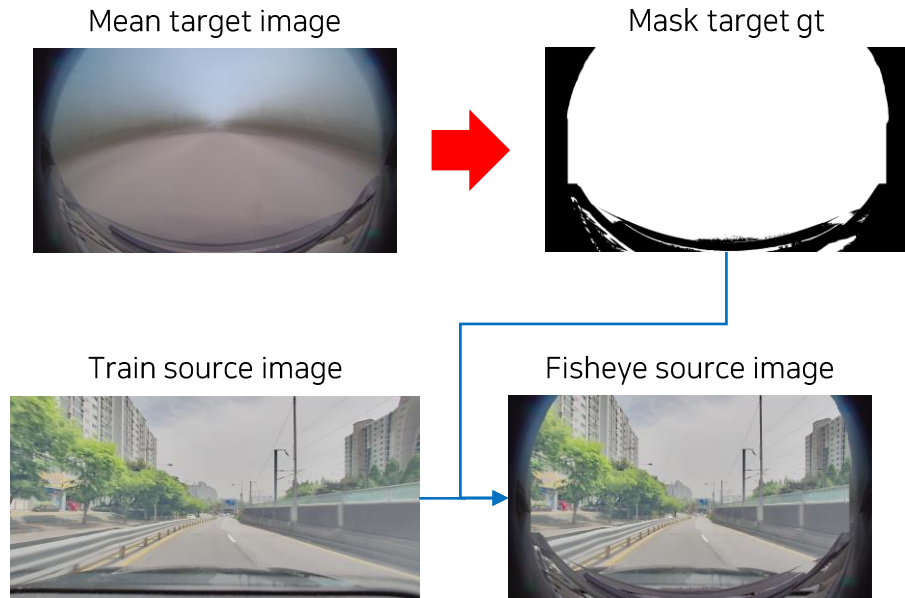 Mean target image
Mask target gt
Train source image
Fisheye source image